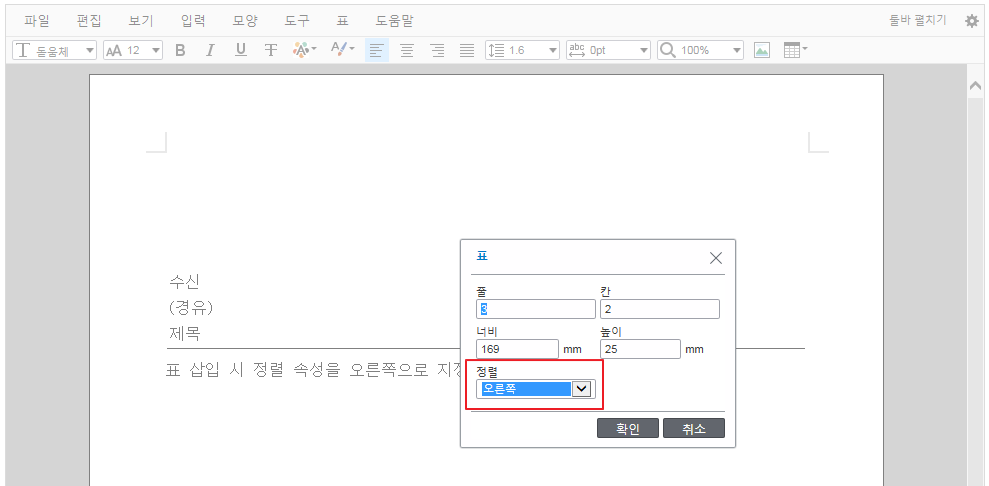 파일 편집 보기 입력 모양 도구 표 도움말 툴바 펼치기
돋움체 12 B I U T 1.6 abc 0pt 100%
표
수신
(경유)
제목
줄 칸
3 2
너비 높이
169 mm 25 mm
표 삽입 시 정렬 속성을 오른쪽으로 지정
정렬
오른쪽
확인 취소